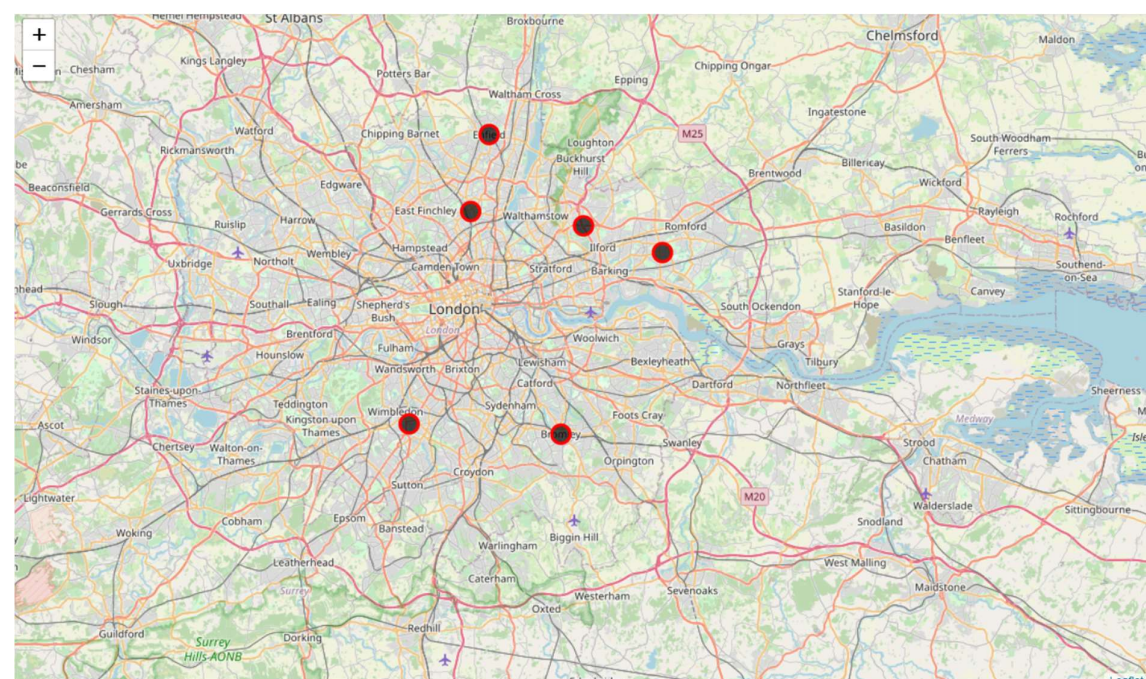 Hemel Hempstead
St Albans
Broxbourne
Chelmsford
Maldon
+
−
Kings Langley
Chesham
Potters Bar
Chipping Ongar
Epping
Waltham Cross
Amersham
Ingatestone
Watford
Chipping Barnet
M25
Rickmansworth
Loughton
South Woodham
Ferrers
Buckhurst
Hill
Billericay
Brentwood
Beaconsfield
Edgware
Wickford
Gerrards Cross
East Finchley
Walthamstow
Rayleigh
Rochford
Ruislip
Harrow
Romford
Basildon
Benfleet
Hampstead
Ilford
Wembley
Northolt
Uxbridge
Camden Town
Stratford
Barking
Southend-
on-Sea
Stanford-le-
Hope
Canvey
Slough
Southall
Ealing
Shepherd's
Bush
London
South Ockendon
London
Windsor
Brentford
Woolwich
Grays
Fulham
Hounslow
Tilbury
Lewisham
Bexleyheath
Wandsworth
Brixton
Catford
Dartford
Northfleet
Staines-upon-
Thames
Sheerness
Teddington
Sydenham
Wimbledon
Foots Cray
Medway
Kingston upon
Thames
Ascot
Chertsey
Walton-on-
Thames
Swanley
Strood
Orpington
Chatham
Croydon
Sutton
Lightwater
M20
Walderslade
Sittingbourne
Cobham
Epsom
Banstead
Snodland
Woking
Biggin Hill
Warlingham
Leatherhead
West Malling
Caterham
Surrey
Westerham
Sevenoaks
Maidstone
Oxted
Guildford
Redhill
Dorking
Surrey
Hills AONB